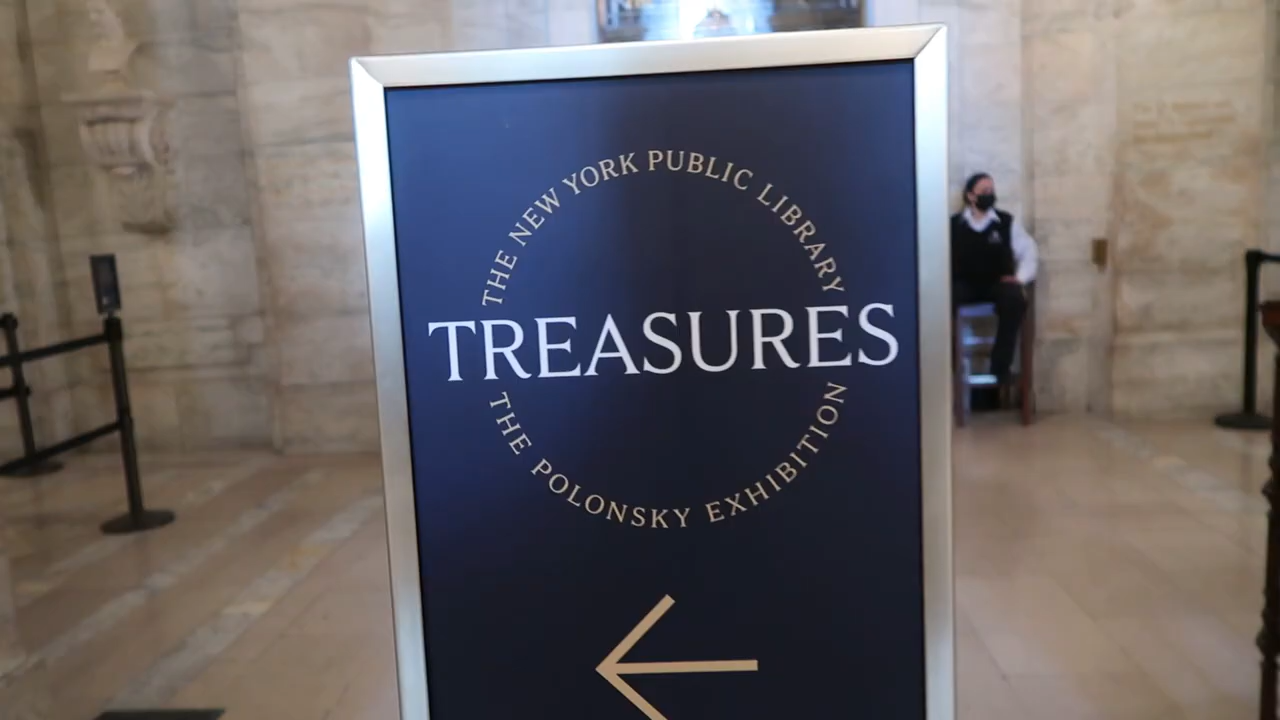 THE NEW YORK PUBLIC LIBRARY
TREASURES
THE POLONSKY EXHIBITION